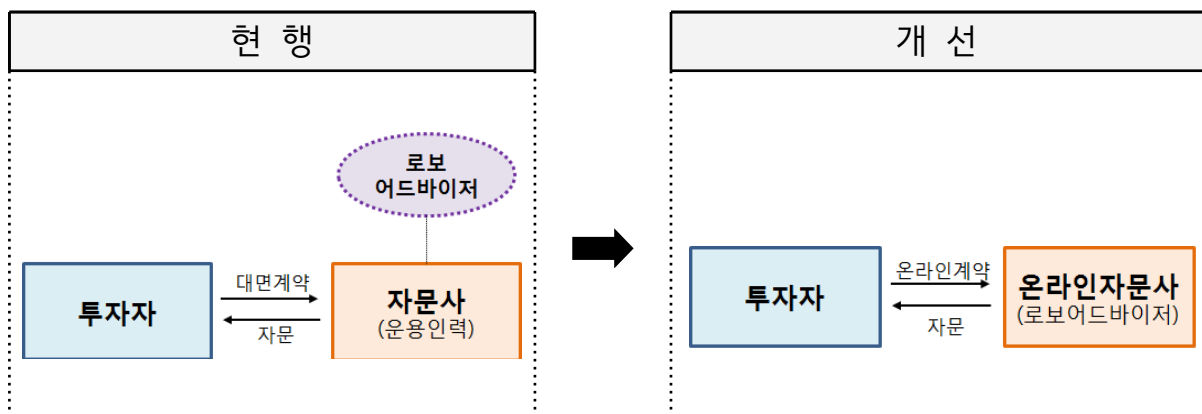 현 행
로보
어드바이저
투자자
대면계약
자문
자문사
(운용인력)
개 선
투자자
온라인계약
자문
온라인자문사
(로보어드바이저)